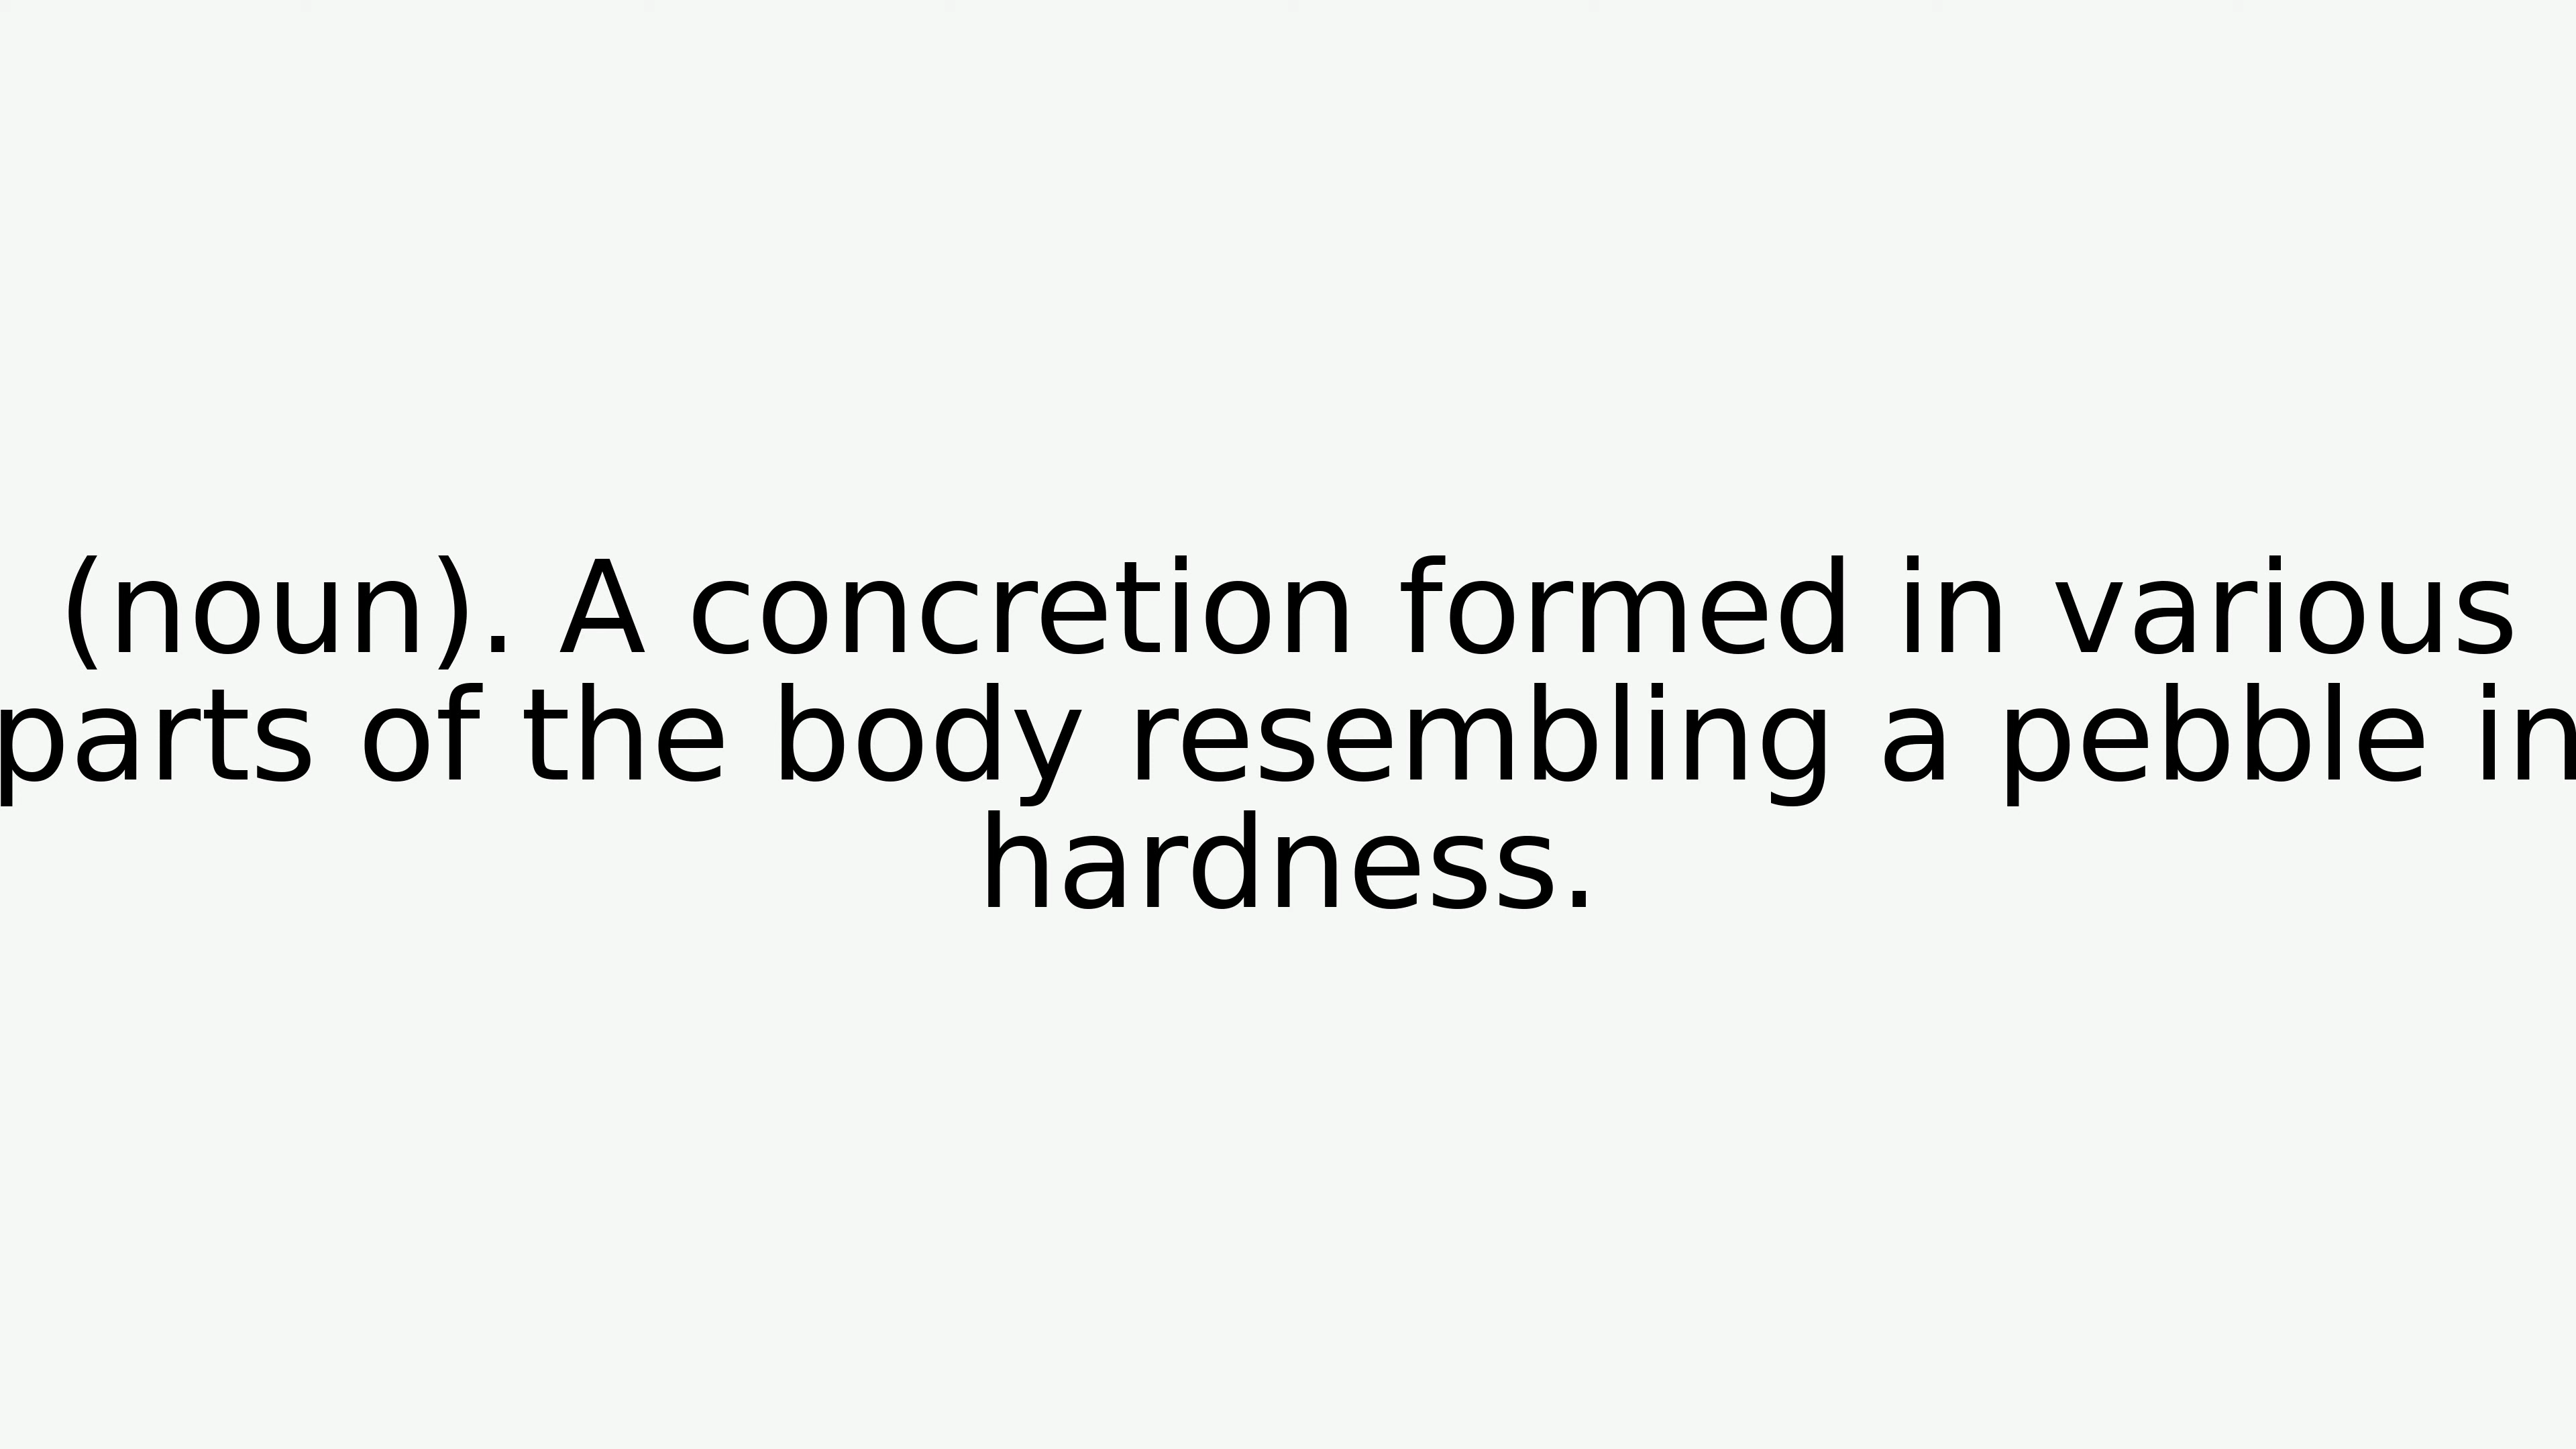 (noun). A concretion formed in various
parts of the body resembling a pebble in
hardness.